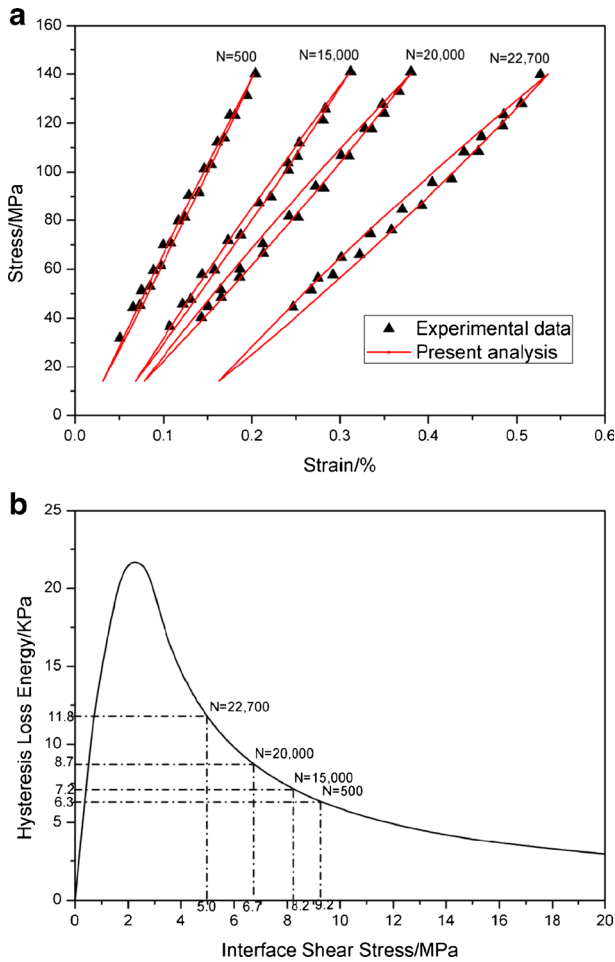 a
160
140
120
100
80
60
40
20
0
Stress/MPa
N=500
N=15,000
N=20,000
N=22,700
Experimental data
Present analysis
0.0 0.1 0.2 0.3 0.4 0.5 0.6
Strain/%
b
25
20
15
11.8
10
8.7
7.2
6.3
5
0
Hysteresis Loss Energy/KPa
N=22,700
N=20,000
N=15,000
N=500
5.0 6.7 8.2 9.2
0 2 4 6 8 10 12 14 16 18 20
Interface Shear Stress/MPa